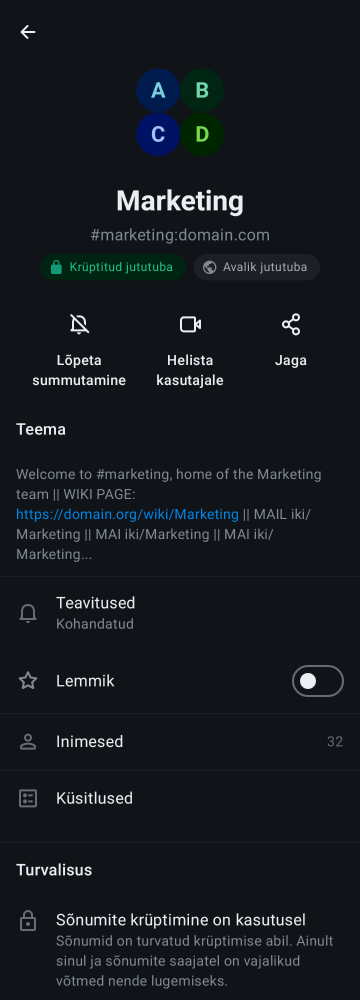 A B
C D
Marketing
#marketing:domain.com
Krüptitud jututuba Avalik jututuba
Lõpeta summutamine Helista kasutajale Jaga
Teema
Welcome to #marketing, home of the Marketing
team || WIKI PAGE:
https://domain.org/wiki/Marketing || MAIL iki/
Marketing || MAI iki/Marketing || MAI iki/
Marketing...
Teavitused
Kohandatud
Lemmik
Inimesed 32
Küsitlused
Turvalisus
Sõnumite krüptimine on kasutusel
Sõnumid on turvatud krüptimise abil. Ainult
sinul ja sõnumite saajatel on vajalikud
võtmed nende lugemiseks.